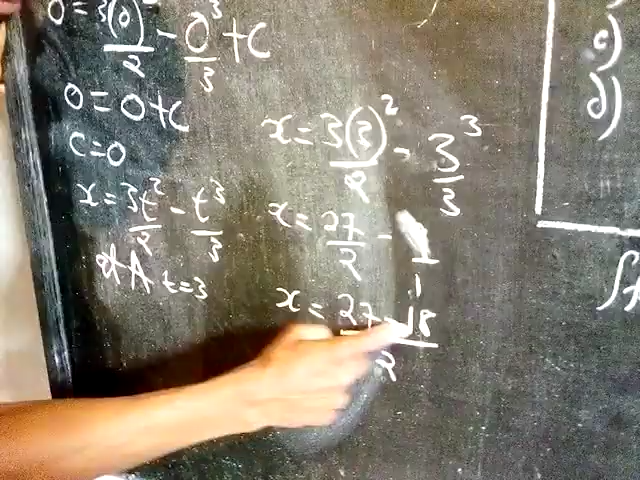 0 = 3(0)²/2 - 0³/3 + c
0 = 0 + c
c = 0
x = 3t²/2 - t³/3
At t = 3
x = 3(3)²/2 - 3³/3
x = 27/2 - /1
x = 27 - 18/2
c)
d)